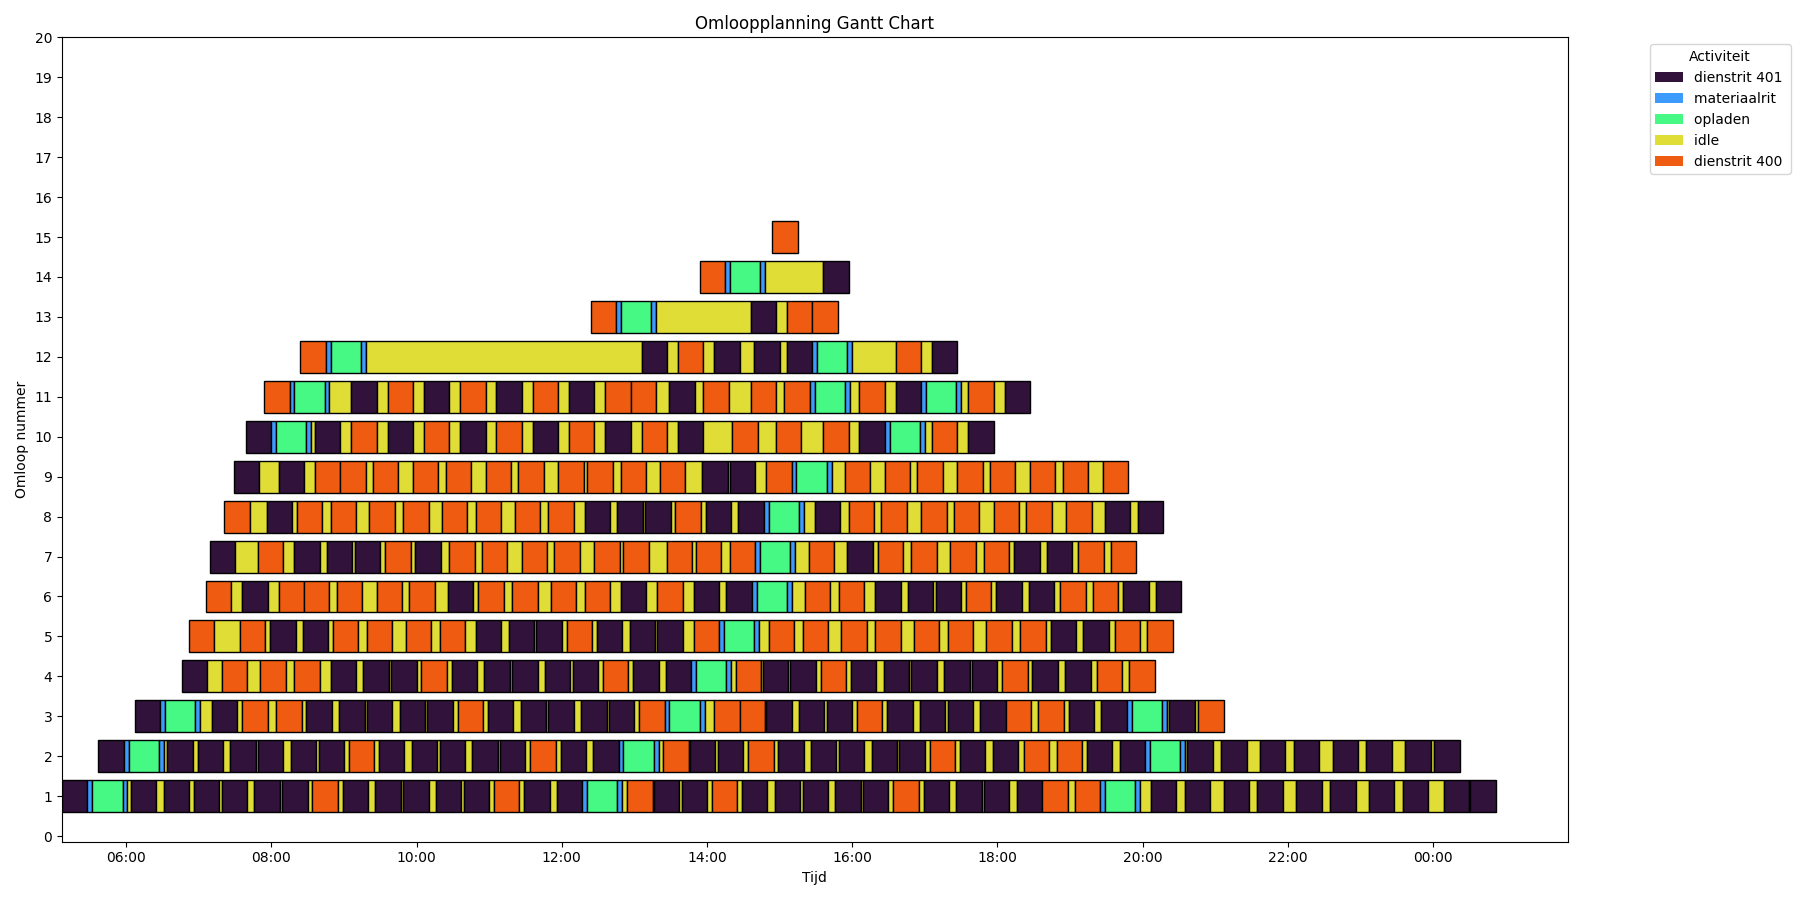 Omloopplanning Gantt Chart
Activiteit
dienstrit 401
materiaalrit
opladen
idle
dienstrit 400
Omloop nummer
20
19
18
17
16
15
14
13
12
11
10
9
8
7
6
5
4
3
2
1
0
06:00 08:00 10:00 12:00 14:00 16:00 18:00 20:00 22:00 00:00
Tijd